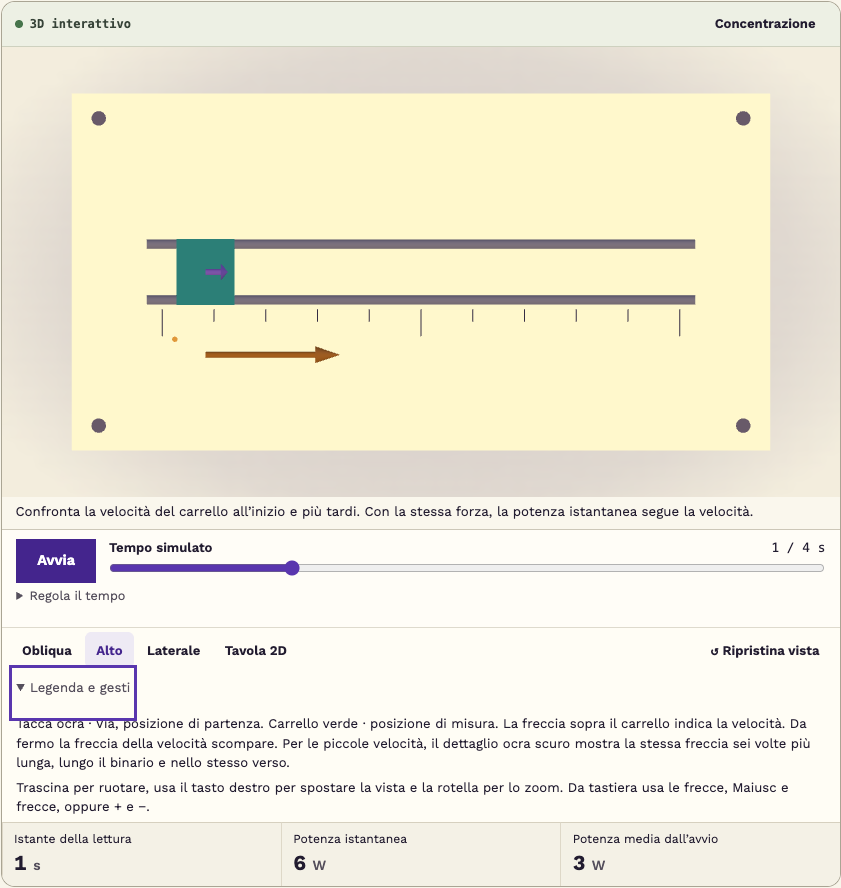 3D interattivo
Concentrazione
Confronta la velocità del carrello all'inizio e più tardi. Con la stessa forza, la potenza istantanea segue la velocità.
Avvia
Tempo simulato
1 / 4 s
▶ Regola il tempo
Obliqua Alto Laterale Tavola 2D
↺ Ripristina vista
▼ Legenda e gesti
Tacca ocra · Via, posizione di partenza. Carrello verde · posizione di misura. La freccia sopra il carrello indica la velocità. Da
fermo la freccia della velocità scompare. Per le piccole velocità, il dettaglio ocra scuro mostra la stessa freccia sei volte più
lunga, lungo il binario e nello stesso verso.
Trascina per ruotare, usa il tasto destro per spostare la vista e la rotella per lo zoom. Da tastiera usa le frecce, Maiusc e
frecce, oppure + e −.
Istante della lettura
1 s
Potenza istantanea
6 W
Potenza media dall'avvio
3 W